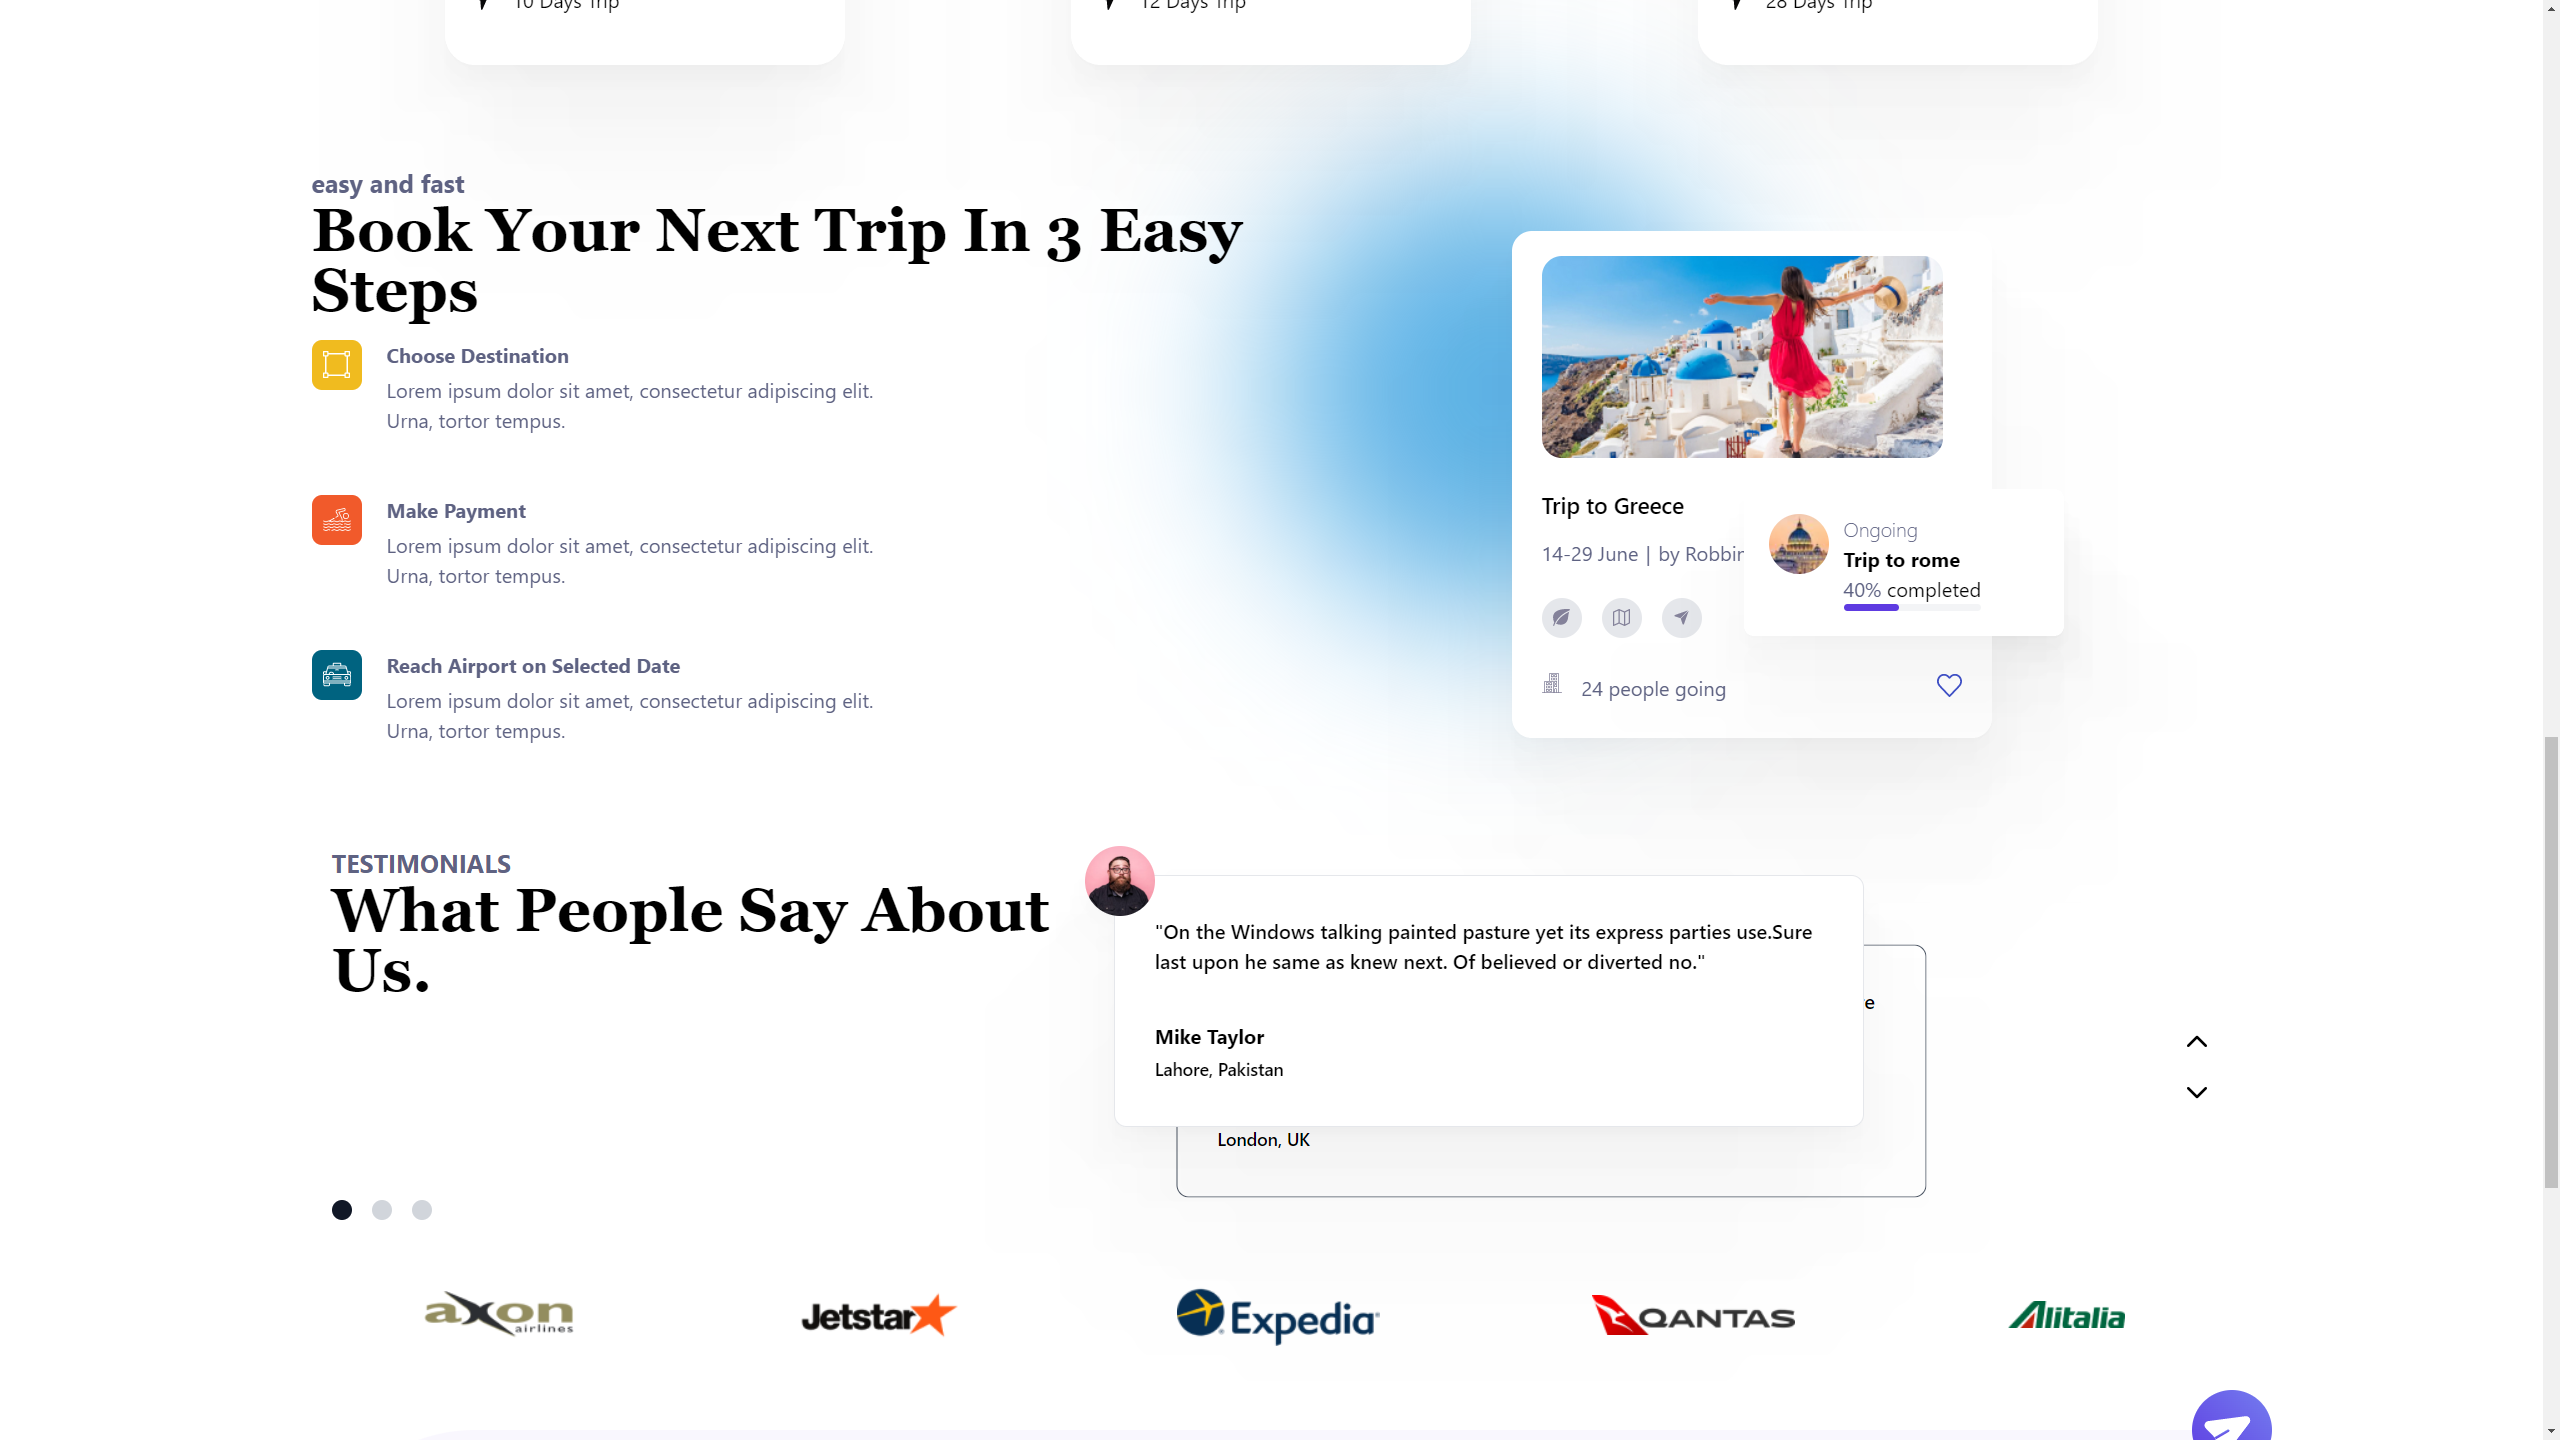 10 Days Trip
12 Days Trip
28 Days Trip
easy and fast
Book Your Next Trip In 3 Easy
Steps
Choose Destination
Lorem ipsum dolor sit amet, consectetur adipiscing elit.
Urna, tortor tempus.
Make Payment
Lorem ipsum dolor sit amet, consectetur adipiscing elit.
Urna, tortor tempus.
Reach Airport on Selected Date
Lorem ipsum dolor sit amet, consectetur adipiscing elit.
Urna, tortor tempus.
Trip to Greece
14-29 June | by
24 people going
Ongoing
Trip to rome
40% completed
TESTIMONIALS
What People Say About
Us.
"On the Windows talking painted pasture yet its express parties use.Sure
last upon he same as knew next. Of believed or diverted no."
Mike Taylor
Lahore, Pakistan
London, UK
axon
airlines
Jetstar
Expedia
QANTAS
Alitalia